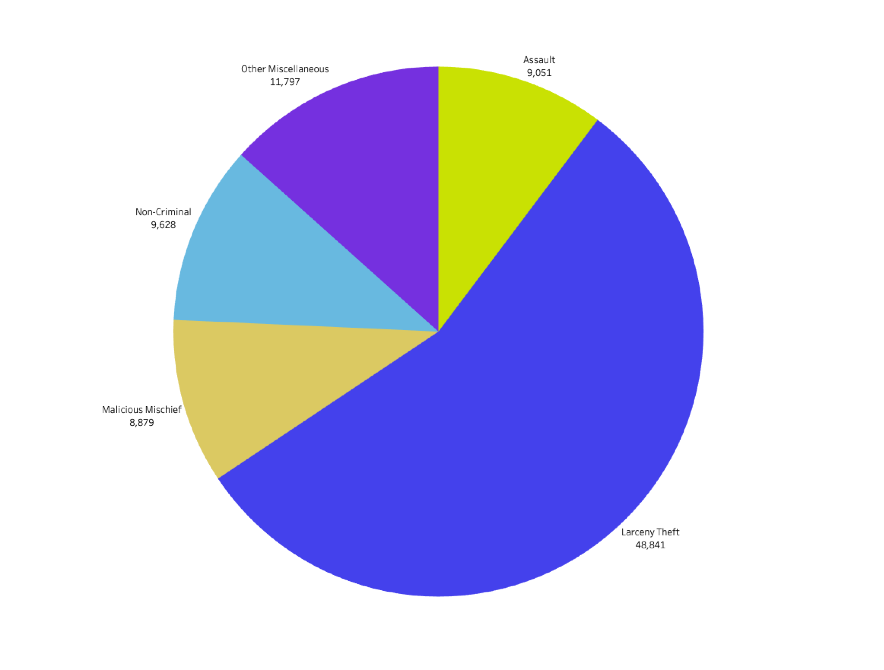 Assault
9,051
Other Miscellaneous
11,797
Non-Criminal
9,628
Malicious Mischief
8,879
Larceny Theft
48,841